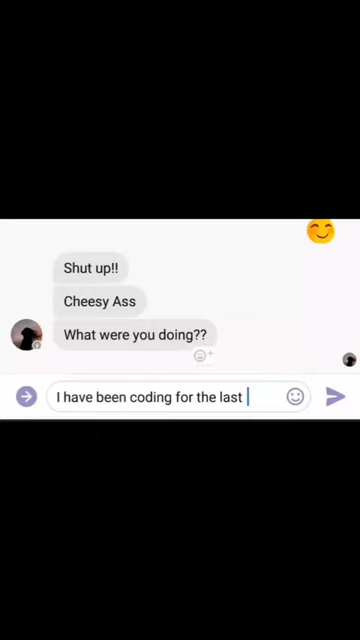 Shut up!!
Cheesy Ass
What were you doing??
I have been coding for the last